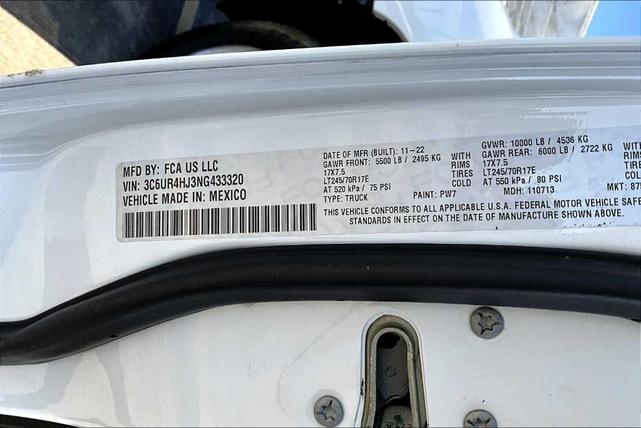 MFD BY: FCA US LLC
VIN: 3C6UR4HJ3NG433320
VEHICLE MADE IN: MEXICO
DATE OF MFR (BUILT): 11-22
GAWR FRONT: 5500 LB / 2495 KG WITH
17X7.5 RIMS
LT245/70R17E TIRES
AT 520 kPa / 75 PSI COLD
TYPE: TRUCK PAINT: PW7
GVWR: 10000 LB / 4536 KG
GAWR REAR: 6000 LB / 2722 KG WITH
17X7.5 RIMS
LT245/70R17E TIRES
AT 550 kPa / 80 PSI COLD
MDH: 110713 MKT:
THIS VEHICLE CONFORMS TO ALL APPLICABLE U.S.A. FEDERAL MOTOR VEHICLE
STANDARDS IN EFFECT ON THE DATE OF MANUFACTURE SHOWN ABOVE.